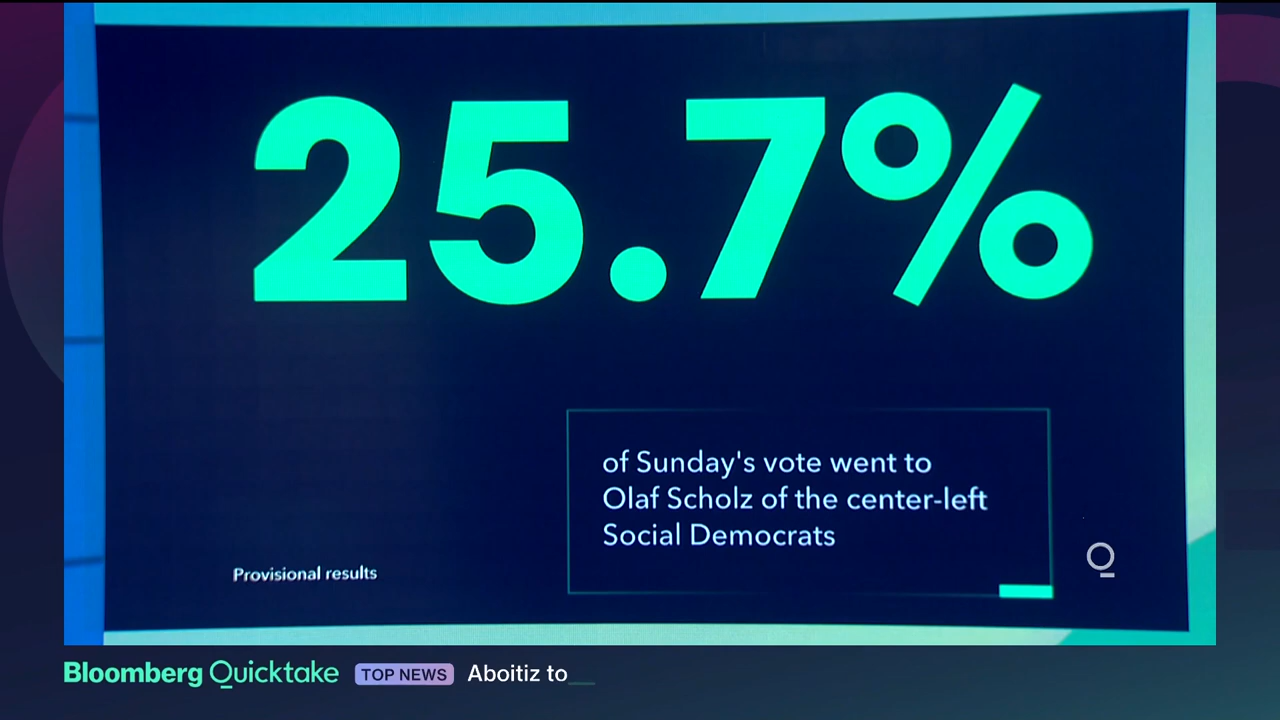 25.7%
of Sunday's vote went to
Olaf Scholz of the center-left
Social Democrats
Provisional results
Bloomberg Quicktake TOP NEWS Aboitiz to_